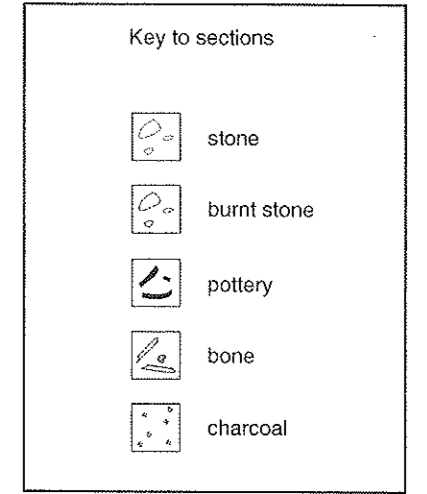 Key to sections
stone
burnt stone
pottery
bone
charcoal